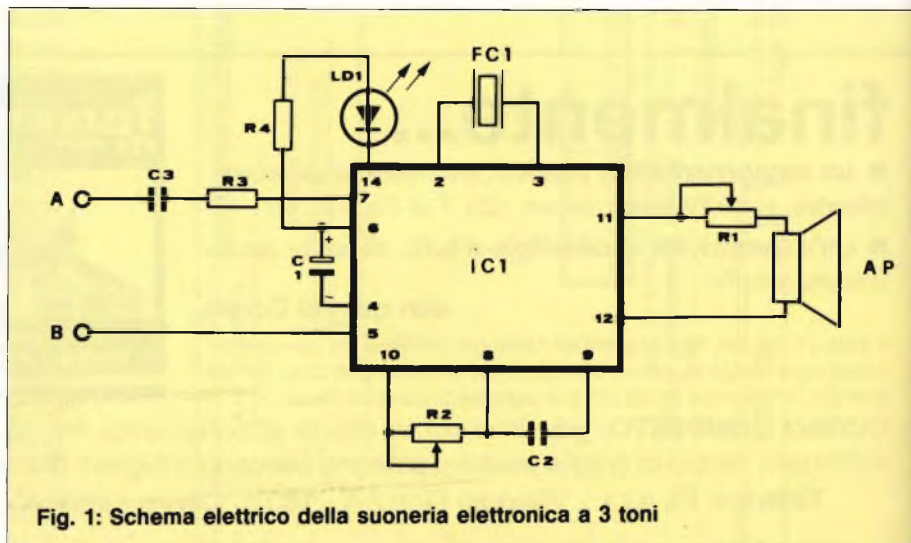 FC1
LD1
R4
C3
R3
A
14
2
3
7
11
R1
6
+
C
1
IC1
AP
-
4
B
5
12
10
8
9
R2
C2
Fig. 1: Schema elettrico della suoneria elettronica a 3 toni